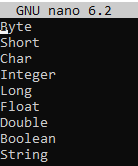 GNU nano 6.2
Byte
Short
Char
Integer
Long
Float
Double
Boolean
String